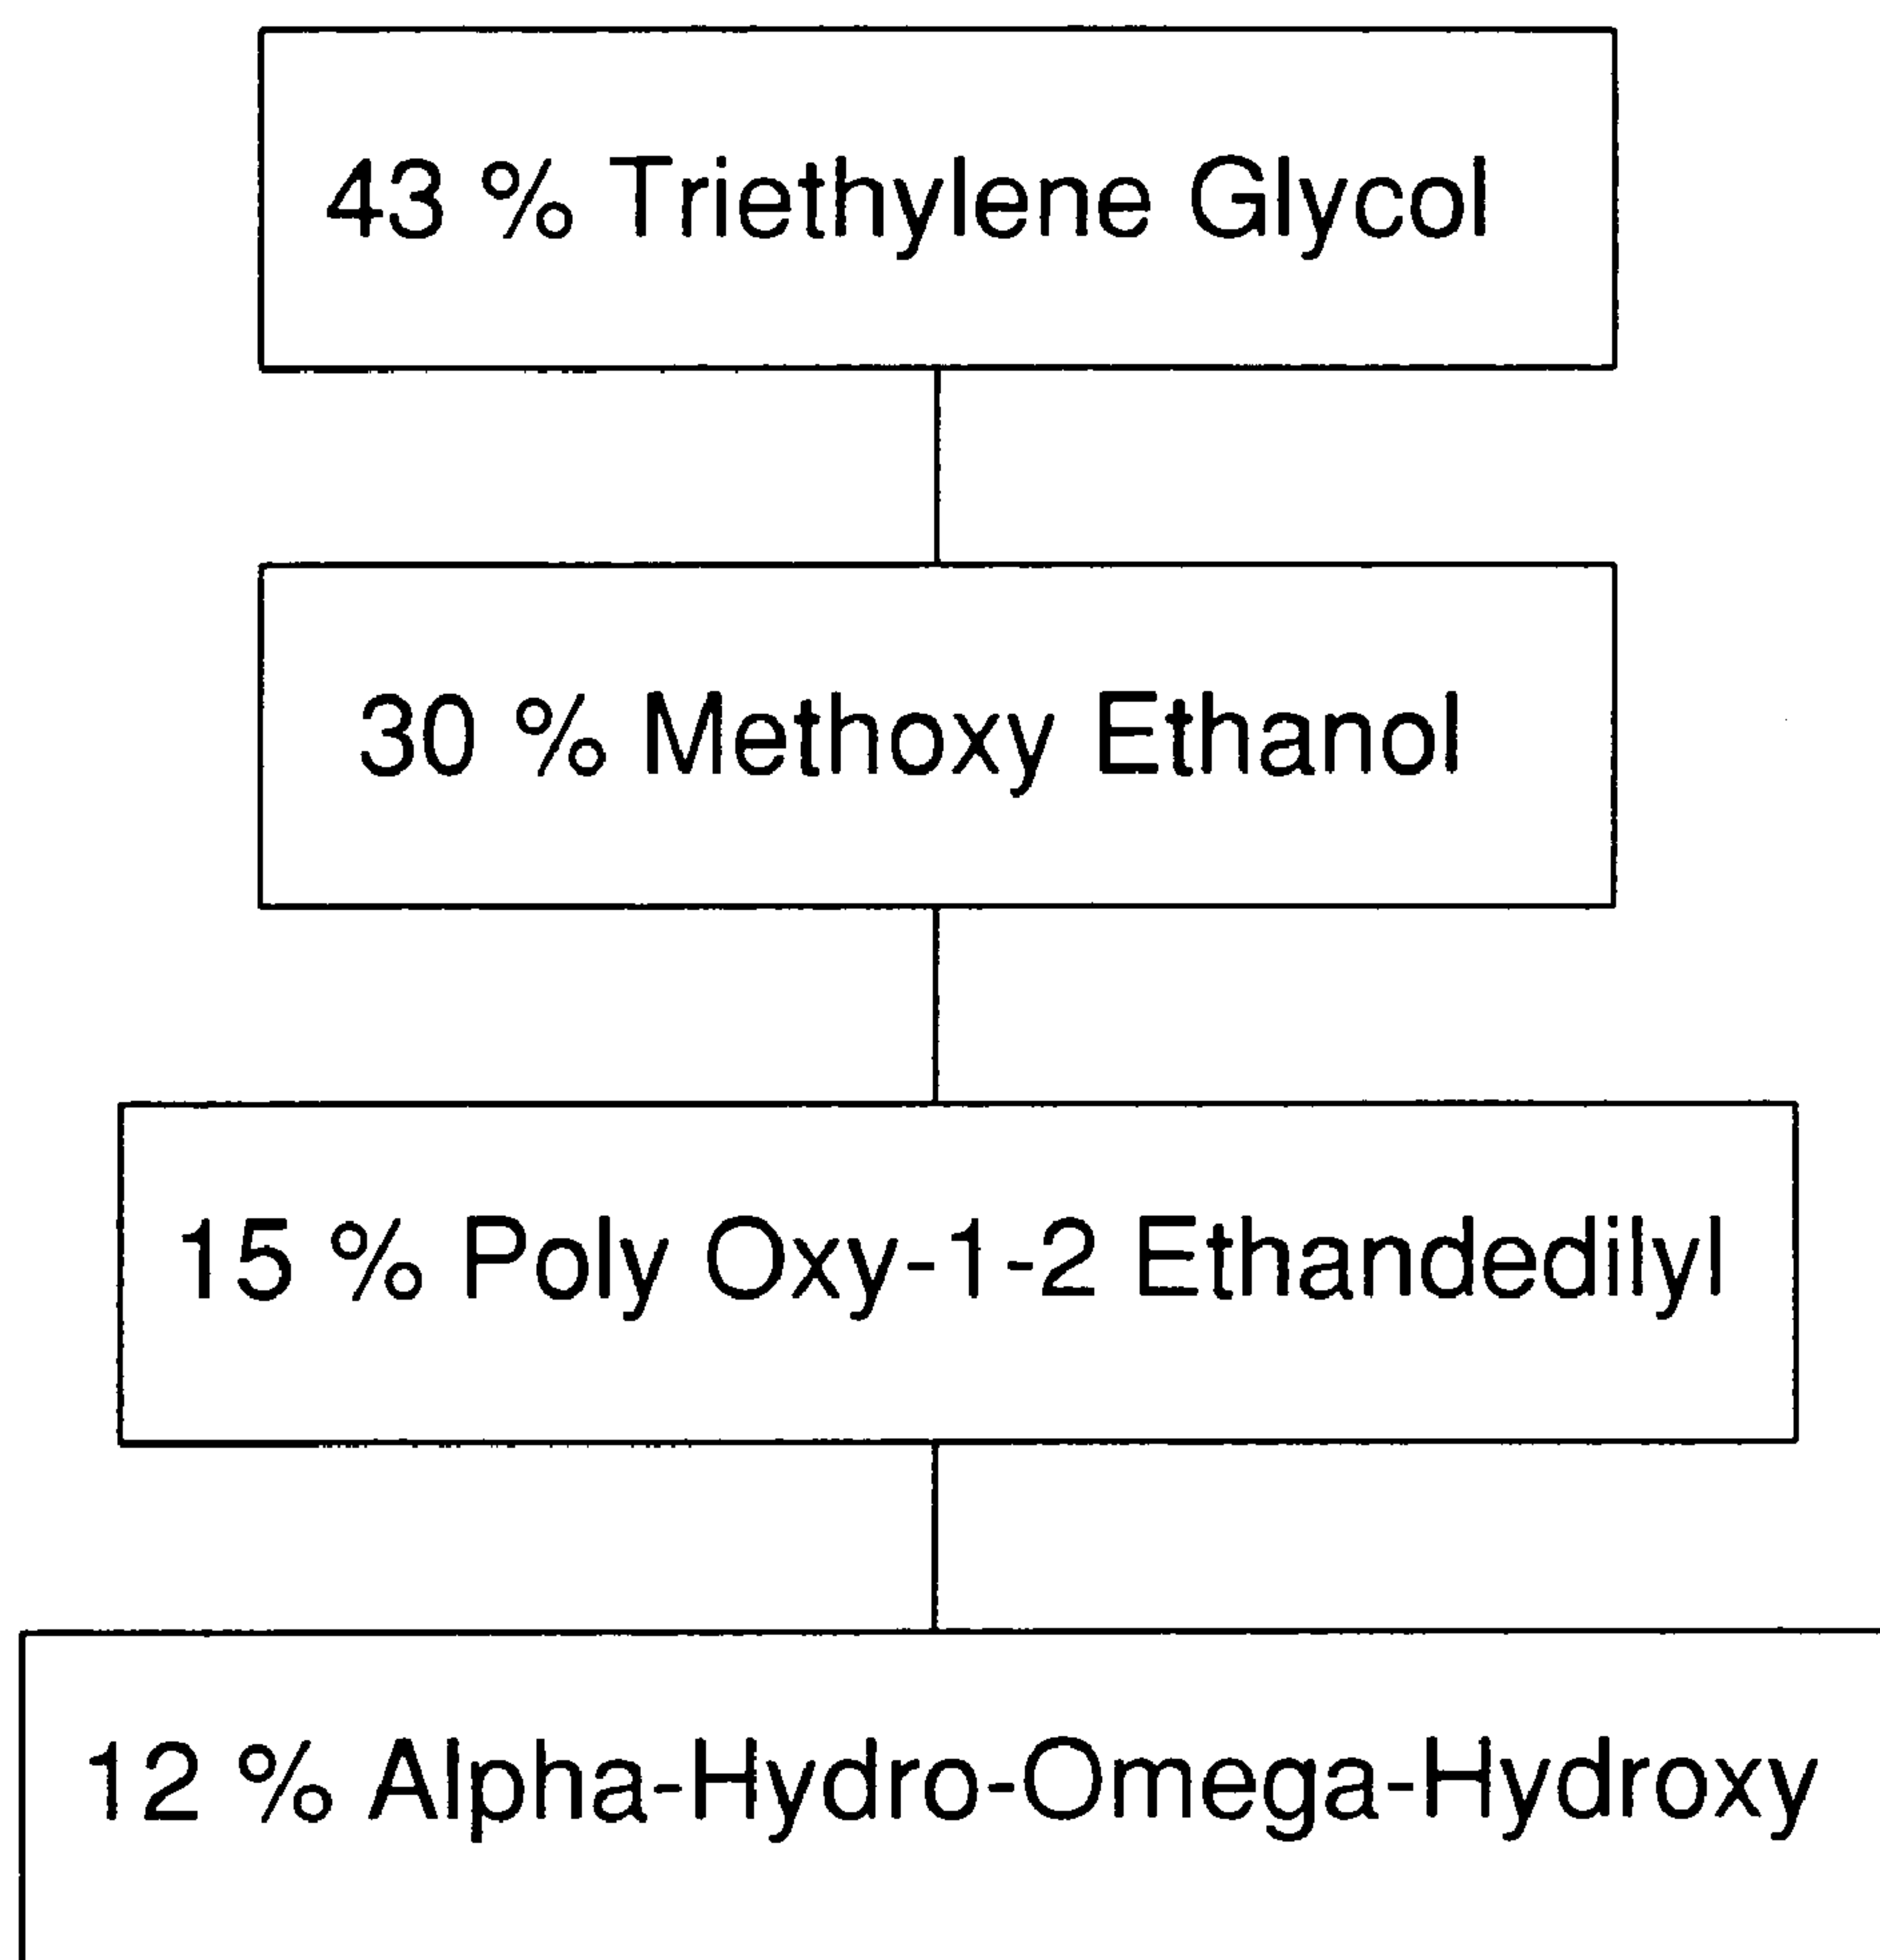 43 % Triethylene Glycol
30 % Methoxy Ethanol
15 % Poly Oxy-1-2 Ethandedilyl
12 % Alpha-Hydro-Omega-Hydroxy